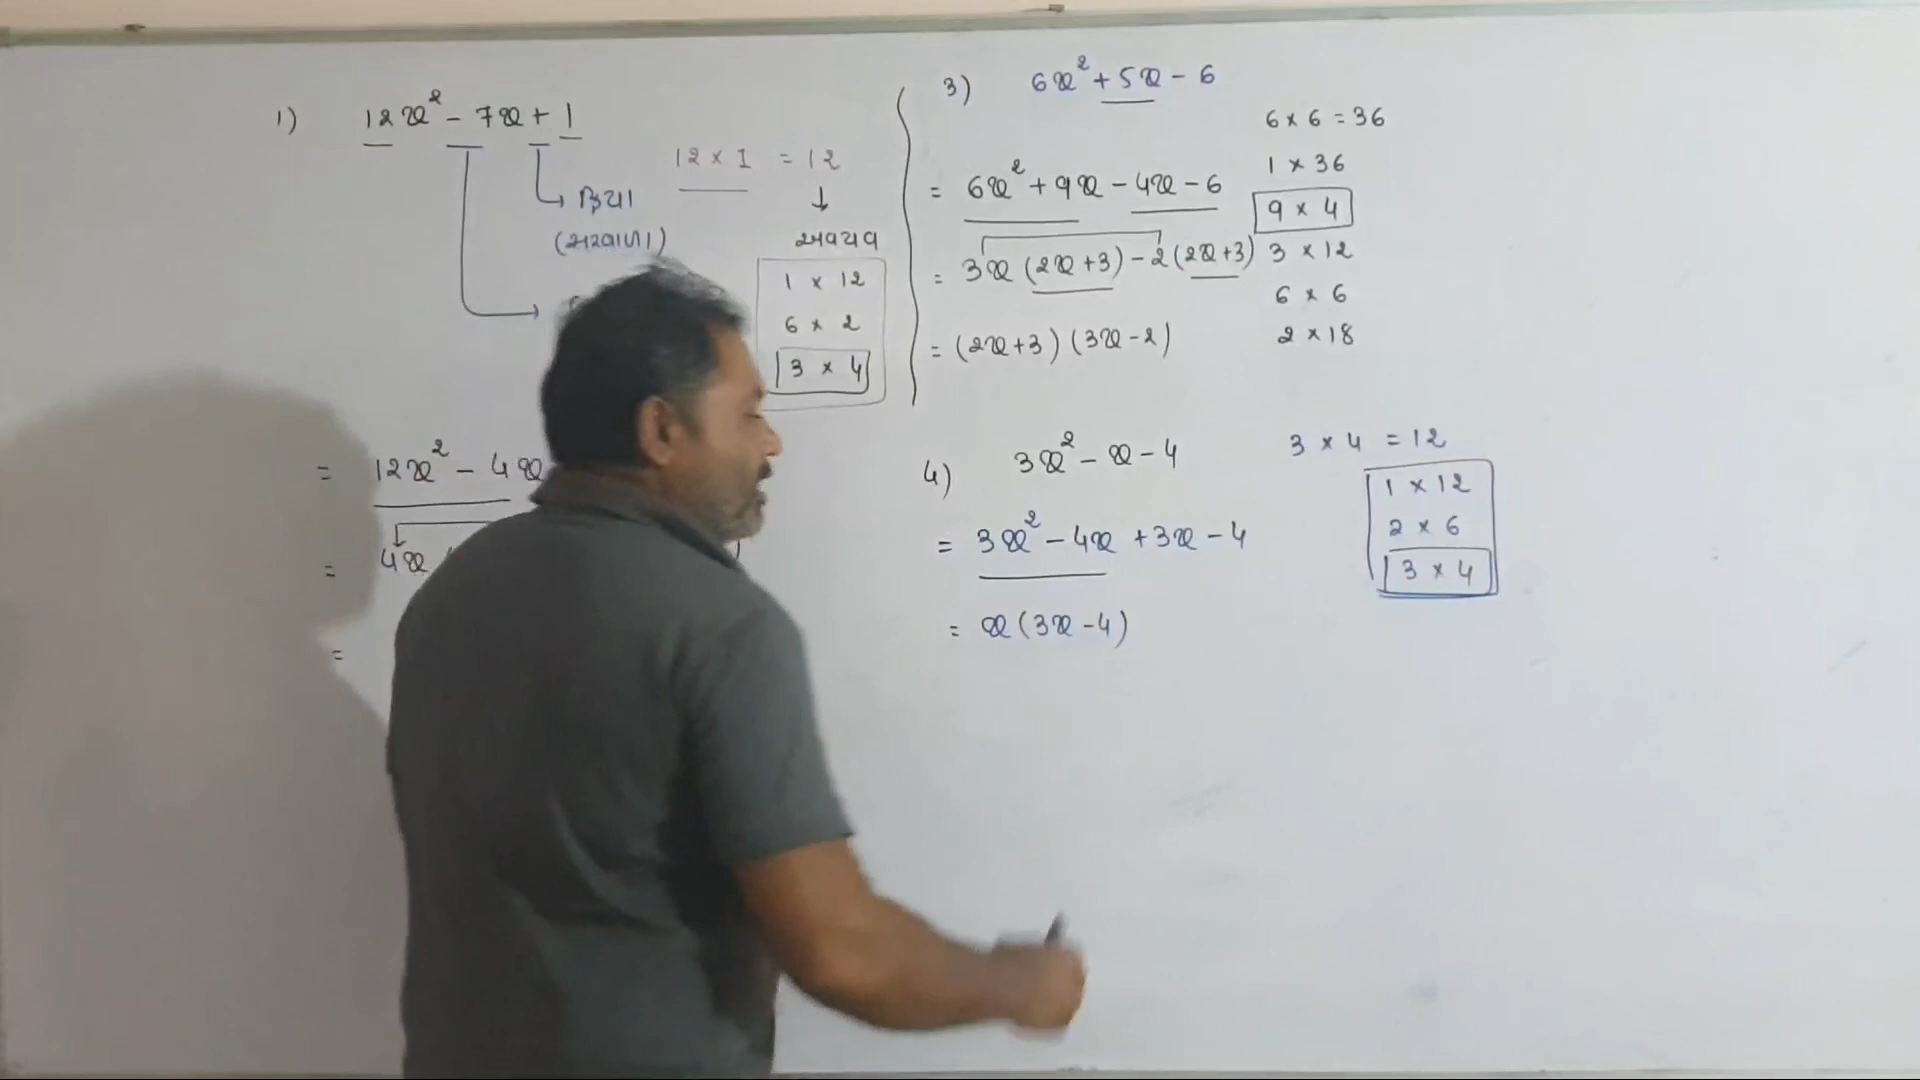 1) 12x² - 7x + 1
12 x 1 = 12
ક્રિયા
(સરવાળા)
અવયવ
1 x 12
6 x 2
3 x 4
= 12x² - 4x
= 4x
=
3) 6x² + 5x - 6
6 x 6 = 36
1 x 36
= 6x² + 9x - 4x - 6
9 x 4
= 3x (2x + 3) - 2 (2x + 3)
3 x 12
6 x 6
= (2x + 3) (3x - 2)
2 x 18
4) 3x² - x - 4
3 x 4 = 12
1 x 12
= 3x² - 4x + 3x - 4
2 x 6
3 x 4
= x (3x - 4)